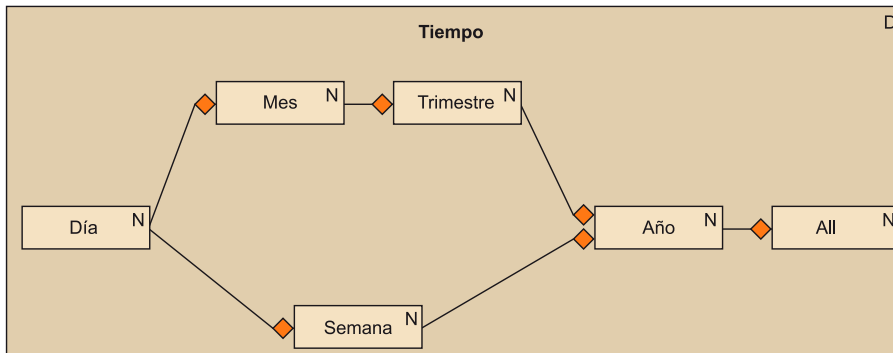 Tiempo
D
Mes
N
Trimestre
N
Día
N
Año
N
All
N
Semana
N